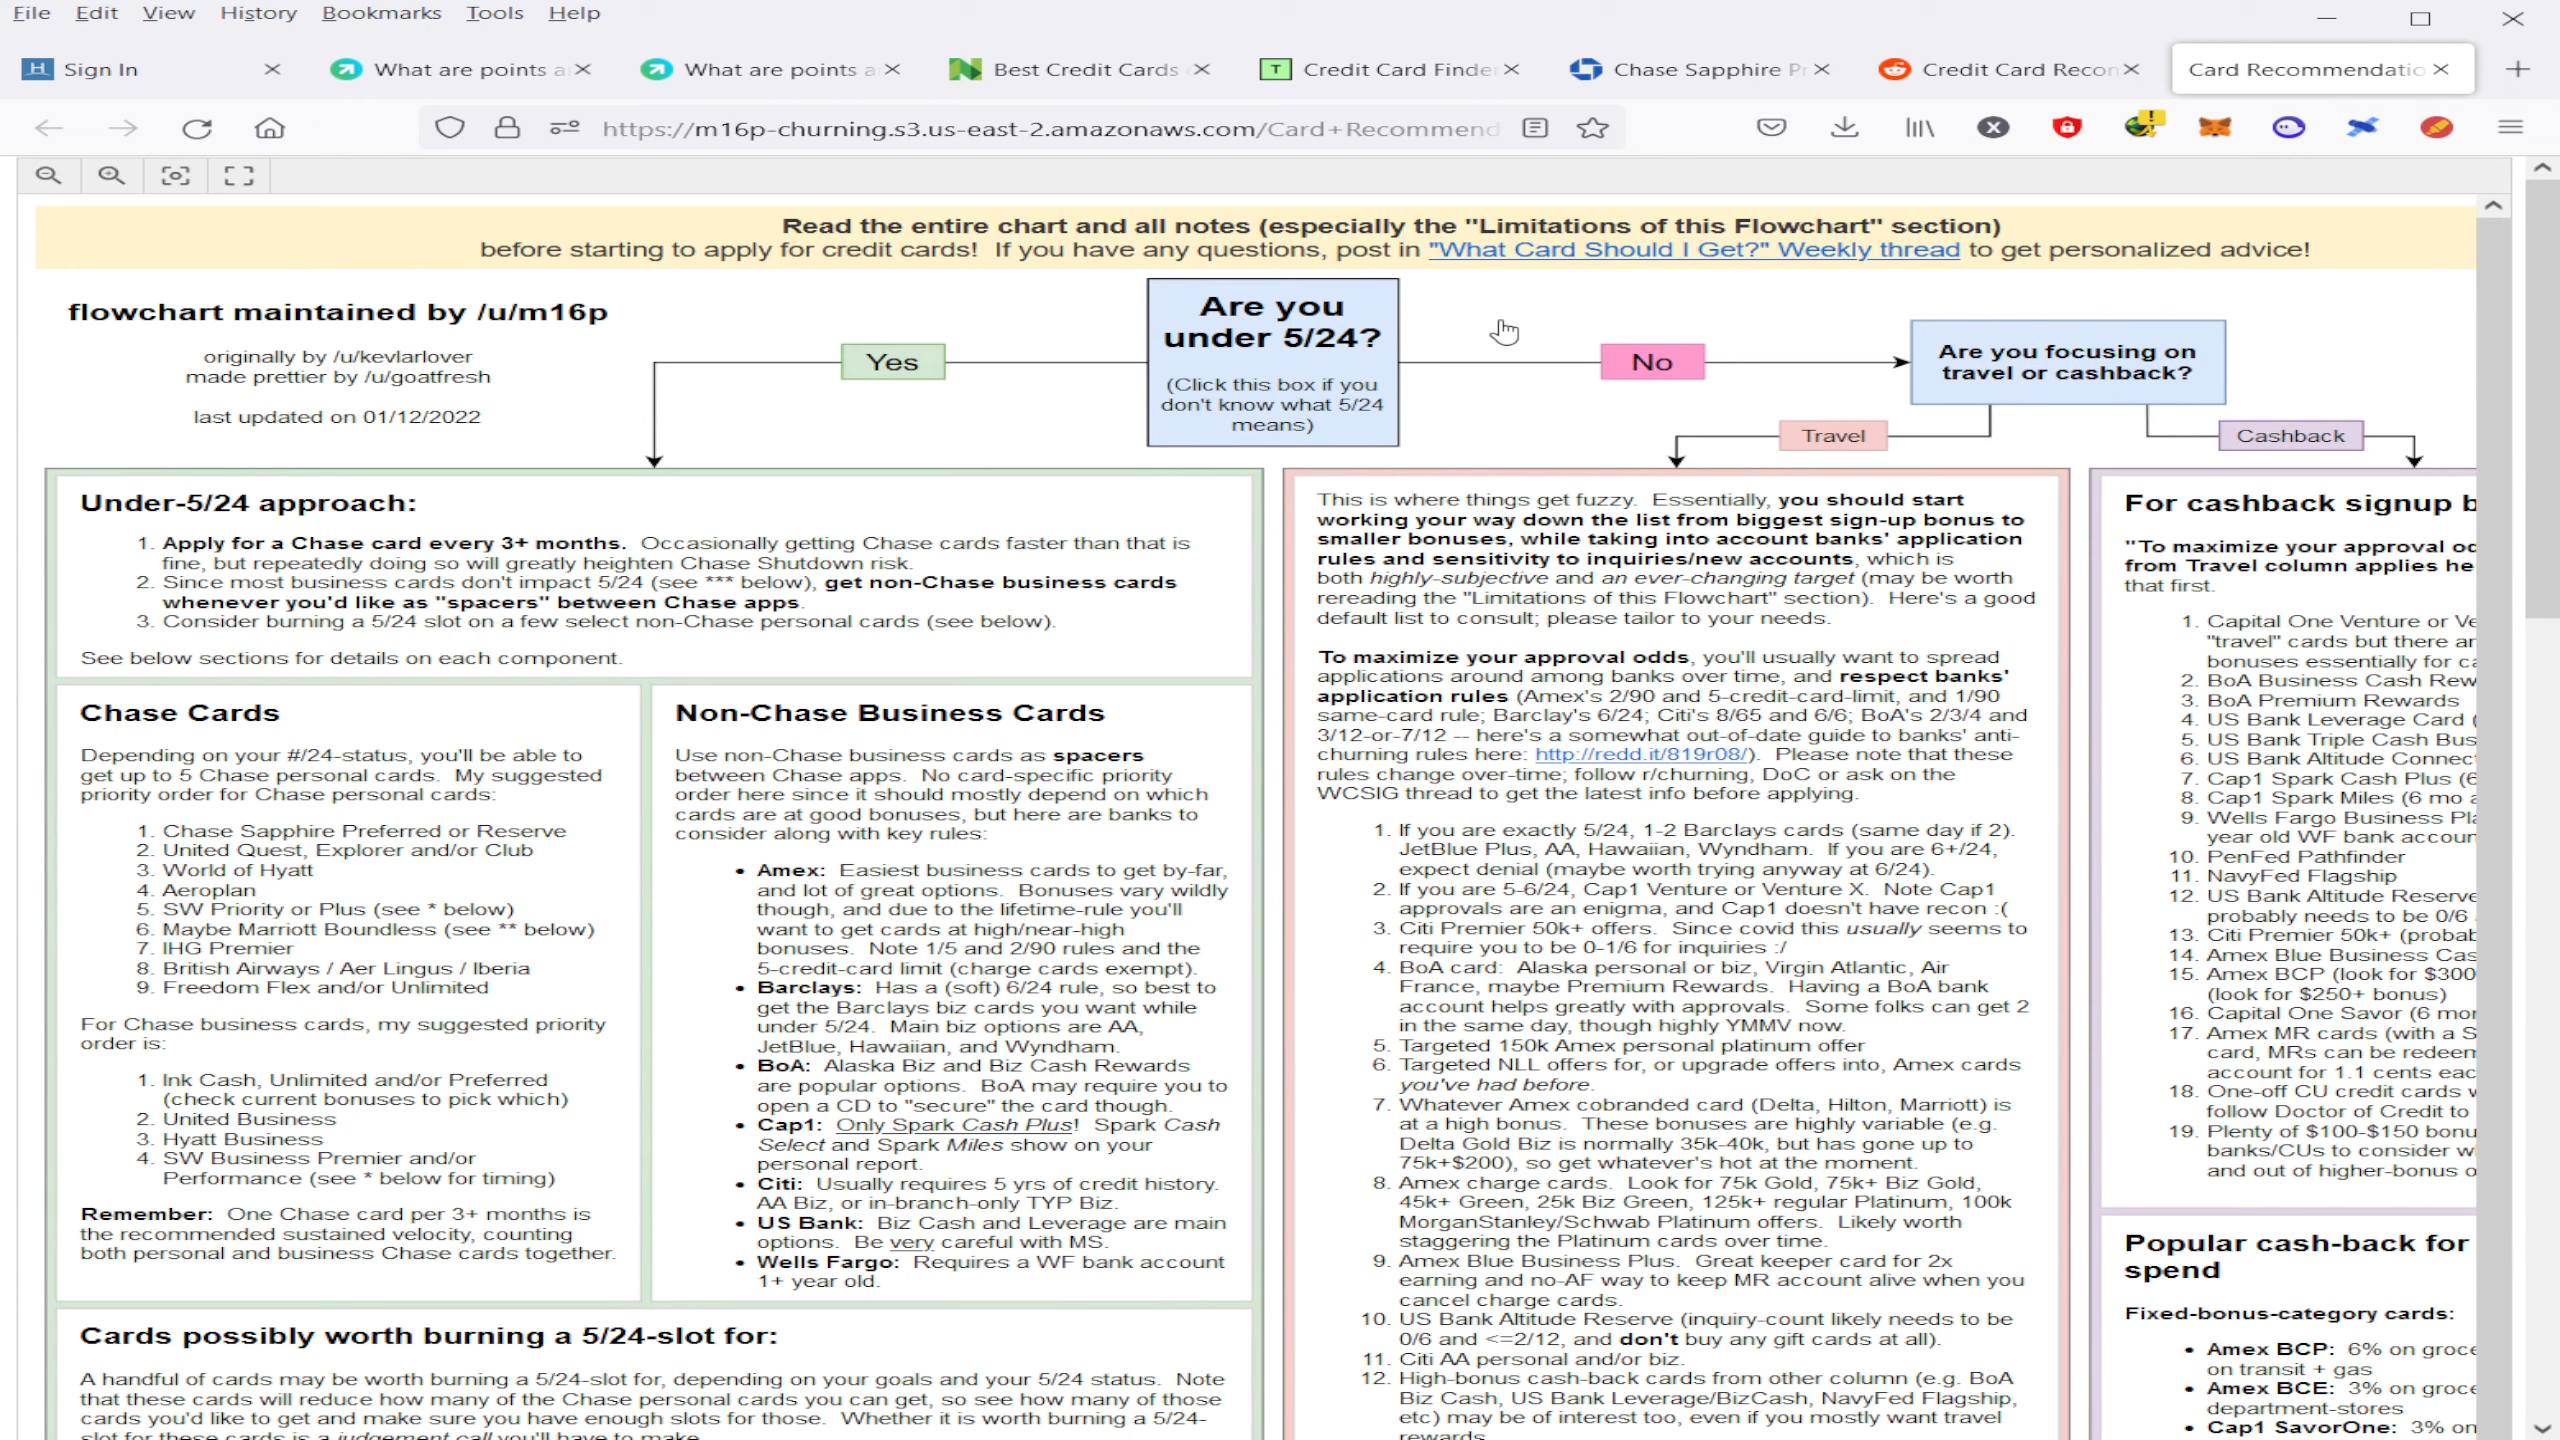 File Edit View History Bookmarks Tools Help
Sign In
What are points a
What are points a
Best Credit Cards
Credit Card Finde
Chase Sapphire Pr
Credit Card Recon
Card Recommendatio
https://m16p-churning.s3.us-east-2.amazonaws.com/Card+Recommend
Read the entire chart and all notes (especially the "Limitations of this Flowchart" section)
before starting to apply for credit cards! If you have any questions, post in "What Card Should I Get?" Weekly thread to get personalized advice!
flowchart maintained by /u/m16p
originally by /u/kevlarlover
made prettier by /u/goatfresh
last updated on 01/12/2022
Are you
under 5/24?
(Click this box if you
don't know what 5/24
means)
Yes
No
Are you focusing on
travel or cashback?
Travel
Cashback
Under-5/24 approach:
1. Apply for a Chase card every 3+ months. Occasionally getting Chase cards faster than that is
fine, but repeatedly doing so will greatly heighten Chase Shutdown risk.
2. Since most business cards don't impact 5/24 (see *** below), get non-Chase business cards
whenever you'd like as "spacers" between Chase apps.
3. Consider burning a 5/24 slot on a few select non-Chase personal cards (see below).
See below sections for details on each component.
Chase Cards
Depending on your #/24-status, you'll be able to
get up to 5 Chase personal cards. My suggested
priority order for Chase personal cards:
1. Chase Sapphire Preferred or Reserve
2. United Quest, Explorer and/or Club
3. World of Hyatt
4. Aeroplan
5. SW Priority or Plus (see * below)
6. Maybe Marriott Boundless (see ** below)
7. IHG Premier
8. British Airways / Aer Lingus / Iberia
9. Freedom Flex and/or Unlimited
For Chase business cards, my suggested priority
order is:
1. Ink Cash, Unlimited and/or Preferred
(check current bonuses to pick which)
2. United Business
3. Hyatt Business
4. SW Business Premier and/or
Performance (see * below for timing)
Remember: One Chase card per 3+ months is
the recommended sustained velocity, counting
both personal and business Chase cards together.
Non-Chase Business Cards
Use non-Chase business cards as spacers
between Chase apps. No card-specific priority
order here since it should mostly depend on which
cards are at good bonuses, but here are banks to
consider along with key rules:
• Amex: Easiest business cards to get by-far,
and lot of great options. Bonuses vary wildly
though, and due to the lifetime-rule you'll
want to get cards at high/near-high
bonuses. Note 1/5 and 2/90 rules and the
5-credit-card limit (charge cards exempt).
• Barclays: Has a (soft) 6/24 rule, so best to
get the Barclays biz cards you want while
under 5/24. Main biz options are AA,
JetBlue, Hawaiian, and Wyndham.
• BoA: Alaska Biz and Biz Cash Rewards
are popular options. BoA may require you to
open a CD to "secure" the card though.
• Cap1: Only Spark Cash Plus! Spark Cash
Select and Spark Miles show on your
personal report.
• Citi: Usually requires 5 yrs of credit history.
AA Biz, or in-branch-only TYP Biz.
• US Bank: Biz Cash and Leverage are main
options. Be very careful with MS.
• Wells Fargo: Requires a WF bank account
1+ year old.
Cards possibly worth burning a 5/24-slot for:
A handful of cards may be worth burning a 5/24-slot for, depending on your goals and your 5/24 status. Note
that these cards will reduce how many of the Chase personal cards you can get, so see how many of those
cards you'd like to get and make sure you have enough slots for those. Whether it is worth burning a 5/24-
slot for these cards is a judgement call you'll have to make.
This is where things get fuzzy. Essentially, you should start
working your way down the list from biggest sign-up bonus to
smaller bonuses, while taking into account banks' application
rules and sensitivity to inquiries/new accounts, which is
both highly-subjective and an ever-changing target (may be worth
rereading the "Limitations of this Flowchart" section). Here's a good
default list to consult; please tailor to your needs.
To maximize your approval odds, you'll usually want to spread
applications around among banks over time, and respect banks'
application rules (Amex's 2/90 and 5-credit-card-limit, and 1/90
same-card rule; Barclay's 6/24; Citi's 8/65 and 6/6; BoA's 2/3/4 and
3/12-or-7/12 -- here's a somewhat out-of-date guide to banks' anti-
churning rules here: http://redd.it/819r08/). Please note that these
rules change over-time; follow r/churning, DoC or ask on the
WCSIG thread to get the latest info before applying.
1. If you are exactly 5/24, 1-2 Barclays cards (same day if 2).
JetBlue Plus, AA, Hawaiian, Wyndham. If you are 6+/24,
expect denial (maybe worth trying anyway at 6/24).
2. If you are 5-6/24, Cap1 Venture or Venture X. Note Cap1
approvals are an enigma, and Cap1 doesn't have recon :(
3. Citi Premier 50k+ offers. Since covid this usually seems to
require you to be 0-1/6 for inquiries :/
4. BoA card: Alaska personal or biz, Virgin Atlantic, Air
France, maybe Premium Rewards. Having a BoA bank
account helps greatly with approvals. Some folks can get 2
in the same day, though highly YMMV now.
5. Targeted 150k Amex personal platinum offer
6. Targeted NLL offers for, or upgrade offers into, Amex cards
you've had before.
7. Whatever Amex cobranded card (Delta, Hilton, Marriott) is
at a high bonus. These bonuses are highly variable (e.g.
Delta Gold Biz is normally 35k-40k, but has gone up to
75k+$200), so get whatever's hot at the moment.
8. Amex charge cards. Look for 75k Gold, 75k+ Biz Gold,
45k+ Green, 25k Biz Green, 125k+ regular Platinum, 100k
MorganStanley/Schwab Platinum offers. Likely worth
staggering the Platinum cards over time.
9. Amex Blue Business Plus. Great keeper card for 2x
earning and no-AF way to keep MR account alive when you
cancel charge cards.
10. US Bank Altitude Reserve (inquiry-count likely needs to be
0/6 and <=2/12, and don't buy any gift cards at all).
11. Citi AA personal and/or biz.
12. High-bonus cash-back cards from other column (e.g. BoA
Biz Cash, US Bank Leverage/BizCash, NavyFed Flagship,
etc) may be of interest too, even if you mostly want travel
rewards.
For cashback signup b
"To maximize your approval od
from Travel column applies he
that first.
1. Capital One Venture or Ve
"travel" cards but there ar
bonuses essentially for ca
2. BoA Business Cash Rew
3. BoA Premium Rewards
4. US Bank Leverage Card (
5. US Bank Triple Cash Bus
6. US Bank Altitude Connec
7. Cap1 Spark Cash Plus (6
8. Cap1 Spark Miles (6 mo a
9. Wells Fargo Business Pla
year old WF bank accoun
10. PenFed Pathfinder
11. NavyFed Flagship
12. US Bank Altitude Reserve
probably needs to be 0/6
13. Citi Premier 50k+ (probab
14. Amex Blue Business Cas
15. Amex BCP (look for $300
(look for $250+ bonus)
16. Capital One Savor (6 mon
17. Amex MR cards (with a S
card, MRs can be redeem
account for 1.1 cents eac
18. One-off CU credit cards w
follow Doctor of Credit to
19. Plenty of $100-$150 bonu
banks/CUs to consider w
and out of higher-bonus o
Popular cash-back for
spend
Fixed-bonus-category cards:
• Amex BCP: 6% on groce
on transit + gas
• Amex BCE: 3% on groce
department-stores
• Cap1 SavorOne: 3% on